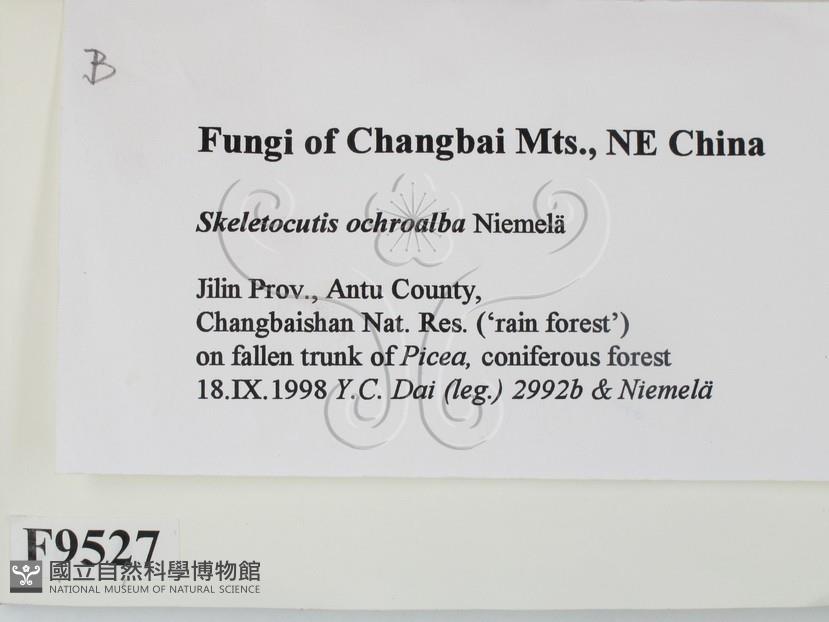 B
Fungi of Changbai Mts., NE China
Skeletocutis ochroalba Niemelä
Jilin Prov., Antu County,
Changbaishan Nat. Res. (‘rain forest’)
on fallen trunk of Picea, coniferous forest
18.IX.1998 Y.C. Dai (leg.) 2992b & Niemelä
F9527
國立自然科學博物館
NATIONAL MUSEUM OF NATURAL SCIENCE